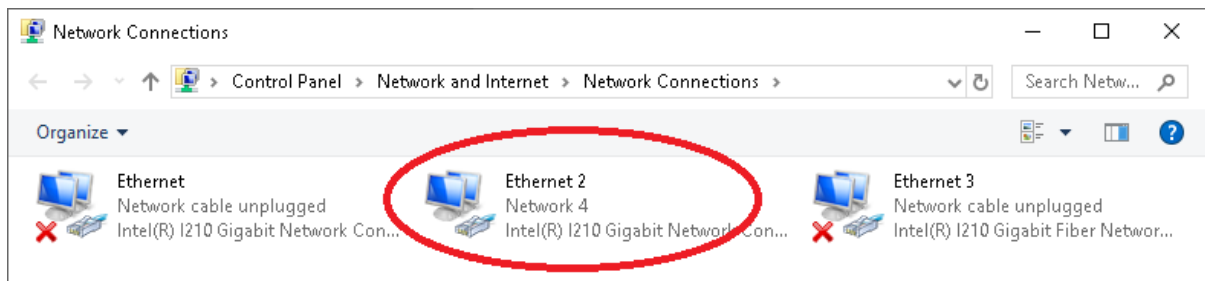 Network Connections
Control Panel > Network and Internet > Network Connections >
Search Netw...
Organize
Ethernet
Network cable unplugged
Intel(R) I210 Gigabit Network Con...
Ethernet 2
Network 4
Intel(R) I210 Gigabit Network Con...
Ethernet 3
Network cable unplugged
Intel(R) I210 Gigabit Fiber Networ...